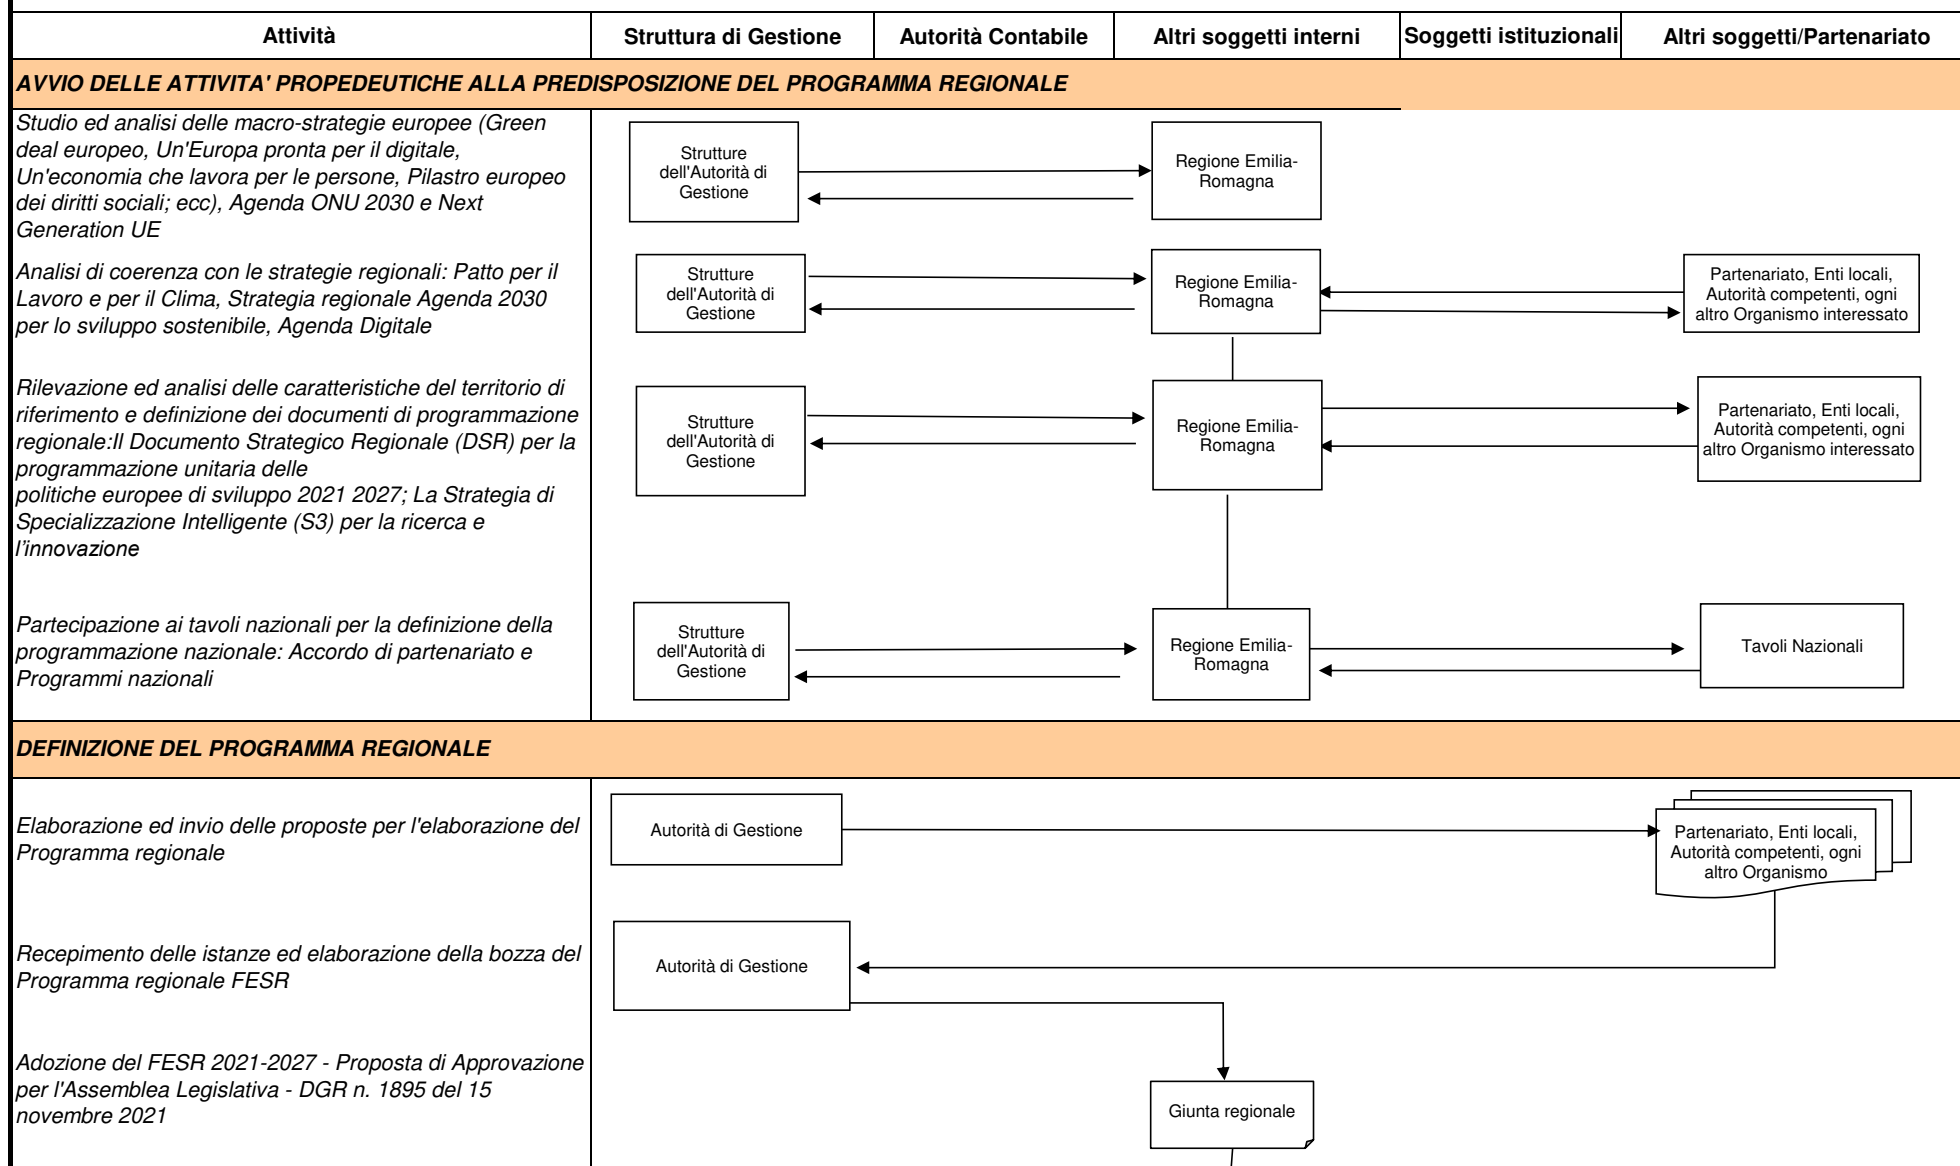 Attività
Struttura di Gestione
Autorità Contabile
Altri soggetti interni
Soggetti istituzionali
Altri soggetti/Partenariato
AVVIO DELLE ATTIVITA' PROPEDEUTICHE ALLA PREDISPOSIZIONE DEL PROGRAMMA REGIONALE
Studio ed analisi delle macro-strategie europee (Green
deal europeo, Un'Europa pronta per il digitale,
Un'economia che lavora per le persone, Pilastro europeo
dei diritti sociali; ecc), Agenda ONU 2030 e Next
Generation UE
Strutture
dell'Autorità di
Gestione
Regione Emilia-
Romagna
Analisi di coerenza con le strategie regionali: Patto per il
Lavoro e per il Clima, Strategia regionale Agenda 2030
per lo sviluppo sostenibile, Agenda Digitale
Strutture
dell'Autorità di
Gestione
Regione Emilia-
Romagna
Partenariato, Enti locali,
Autorità competenti, ogni
altro Organismo interessato
Rilevazione ed analisi delle caratteristiche del territorio di
riferimento e definizione dei documenti di programmazione
regionale:Il Documento Strategico Regionale (DSR) per la
programmazione unitaria delle
politiche europee di sviluppo 2021 2027; La Strategia di
Specializzazione Intelligente (S3) per la ricerca e
l’innovazione
Strutture
dell'Autorità di
Gestione
Regione Emilia-
Romagna
Partenariato, Enti locali,
Autorità competenti, ogni
altro Organismo interessato
Partecipazione ai tavoli nazionali per la definizione della
programmazione nazionale: Accordo di partenariato e
Programmi nazionali
Strutture
dell'Autorità di
Gestione
Regione Emilia-
Romagna
Tavoli Nazionali
DEFINIZIONE DEL PROGRAMMA REGIONALE
Elaborazione ed invio delle proposte per l'elaborazione del
Programma regionale
Autorità di Gestione
Partenariato, Enti locali,
Autorità competenti, ogni
altro Organismo
Recepimento delle istanze ed elaborazione della bozza del
Programma regionale FESR
Autorità di Gestione
Adozione del FESR 2021-2027 - Proposta di Approvazione
per l'Assemblea Legislativa - DGR n. 1895 del 15
novembre 2021
Giunta regionale